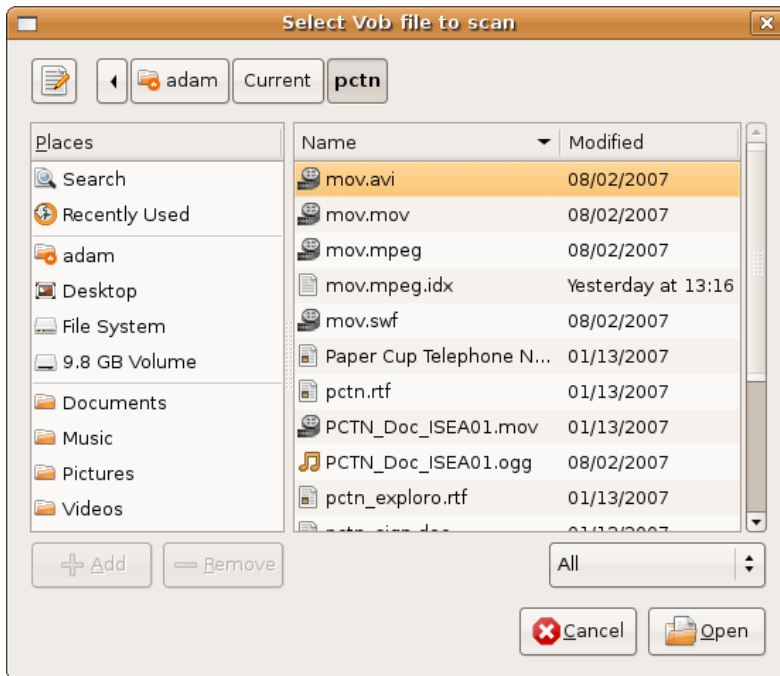 Select Vob file to scan
adam Current pctn
Places
Search
Recently Used
adam
Desktop
File System
9.8 GB Volume
Documents
Music
Pictures
Videos
Name Modified
mov.avi 08/02/2007
mov.mov 08/02/2007
mov.mpeg 08/02/2007
mov.mpeg.idx Yesterday at 13:16
mov.swf 08/02/2007
Paper Cup Telephone N... 01/13/2007
pctn.rtf 01/13/2007
PCTN_Doc_ISEA01.mov 01/13/2007
PCTN_Doc_ISEA01.ogg 08/02/2007
pctn_exploro.rtf 01/13/2007
Add Remove
All
Cancel Open